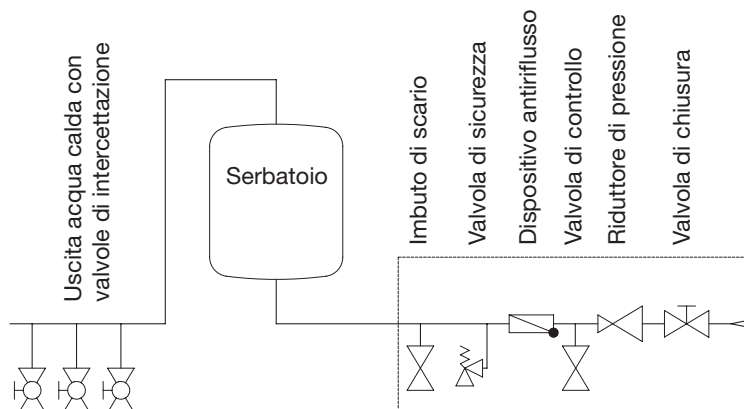 Uscita acqua calda con
valvole di intercettazione
Serbatoio
Imbuto di scario
Valvola di sicurezza
Dispositivo antiriflusso
Valvola di controllo
Riduttore di pressione
Valvola di chiusura